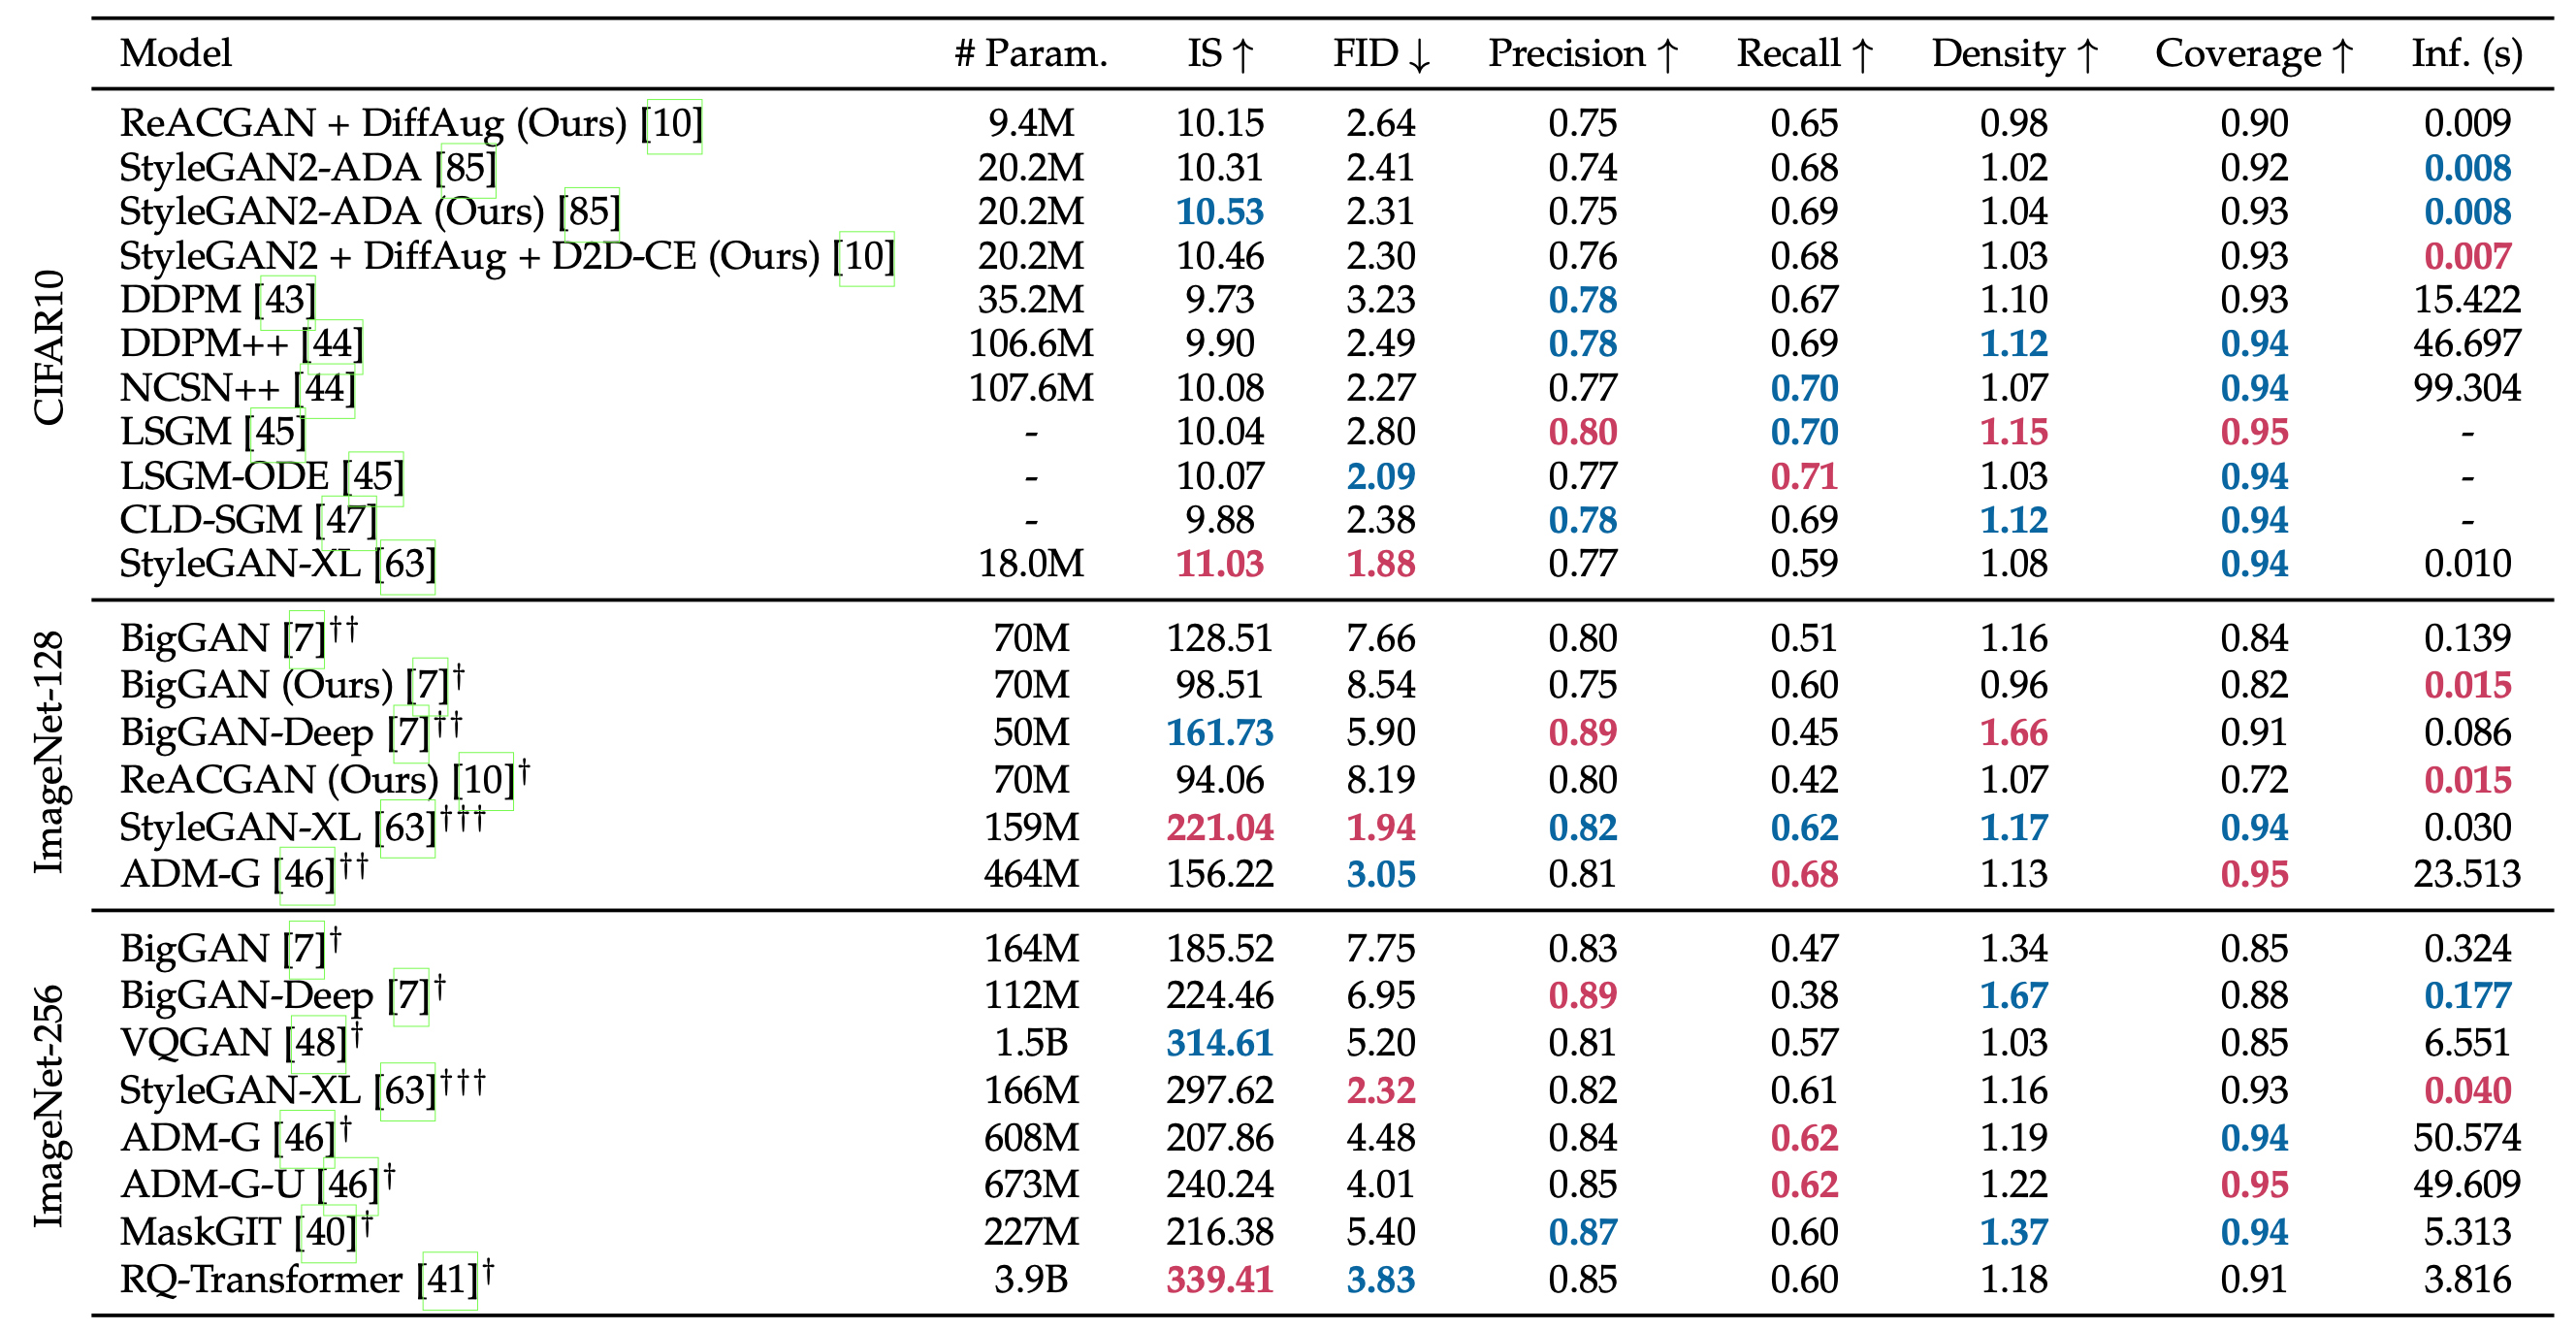 Model # Param. IS ↑ FID ↓ Precision ↑ Recall ↑ Density ↑ Coverage ↑ Inf. (s)
CIFAR10
ReACGAN + DiffAug (Ours) [10] 9.4M 10.15 2.64 0.75 0.65 0.98 0.90 0.009
StyleGAN2-ADA [85] 20.2M 10.31 2.41 0.74 0.68 1.02 0.92 0.008
StyleGAN2-ADA (Ours) [85] 20.2M 10.53 2.31 0.75 0.69 1.04 0.93 0.008
StyleGAN2 + DiffAug + D2D-CE (Ours) [10] 20.2M 10.46 2.30 0.76 0.68 1.03 0.93 0.007
DDPM [43] 35.2M 9.73 3.23 0.78 0.67 1.10 0.93 15.422
DDPM++ [44] 106.6M 9.90 2.49 0.78 0.69 1.12 0.94 46.697
NCSN++ [44] 107.6M 10.08 2.27 0.77 0.70 1.07 0.94 99.304
LSGM [45] - 10.04 2.80 0.80 0.70 1.15 0.95 -
LSGM-ODE [45] - 10.07 2.09 0.77 0.71 1.03 0.94 -
CLD-SGM [47] - 9.88 2.38 0.78 0.69 1.12 0.94 -
StyleGAN-XL [63] 18.0M 11.03 1.88 0.77 0.59 1.08 0.94 0.010
ImageNet-128
BigGAN [7]†† 70M 128.51 7.66 0.80 0.51 1.16 0.84 0.139
BigGAN (Ours) [7]† 70M 98.51 8.54 0.75 0.60 0.96 0.82 0.015
BigGAN-Deep [7]†† 50M 161.73 5.90 0.89 0.45 1.66 0.91 0.086
ReACGAN (Ours) [10]† 70M 94.06 8.19 0.80 0.42 1.07 0.72 0.015
StyleGAN-XL [63]††† 159M 221.04 1.94 0.82 0.62 1.17 0.94 0.030
ADM-G [46]†† 464M 156.22 3.05 0.81 0.68 1.13 0.95 23.513
ImageNet-256
BigGAN [7]† 164M 185.52 7.75 0.83 0.47 1.34 0.85 0.324
BigGAN-Deep [7]† 112M 224.46 6.95 0.89 0.38 1.67 0.88 0.177
VQGAN [48]† 1.5B 314.61 5.20 0.81 0.57 1.03 0.85 6.551
StyleGAN-XL [63]††† 166M 297.62 2.32 0.82 0.61 1.16 0.93 0.040
ADM-G [46]† 608M 207.86 4.48 0.84 0.62 1.19 0.94 50.574
ADM-G-U [46]† 673M 240.24 4.01 0.85 0.62 1.22 0.95 49.609
MaskGIT [40]† 227M 216.38 5.40 0.87 0.60 1.37 0.94 5.313
RQ-Transformer [41]† 3.9B 339.41 3.83 0.85 0.60 1.18 0.91 3.816